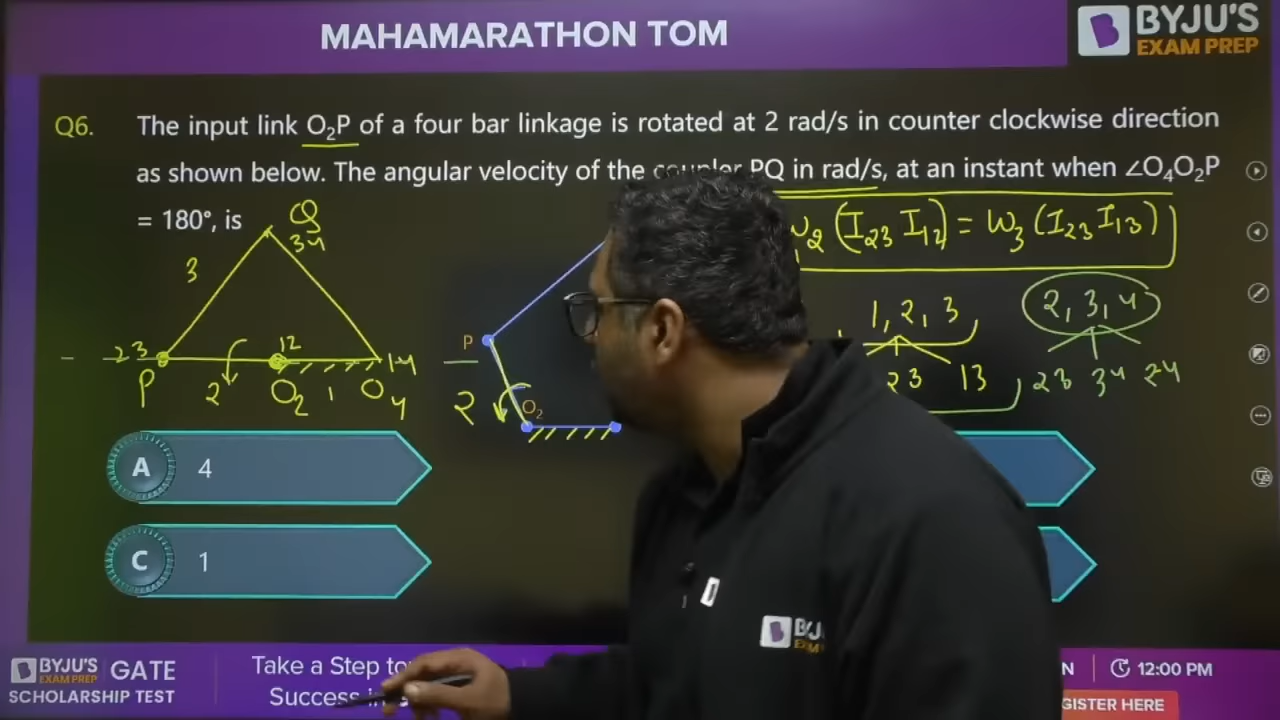 MAHAMARATHON TOM
BYJU'S
EXAM PREP
Q6. The input link O₂P of a four bar linkage is rotated at 2 rad/s in counter clockwise direction
as shown below. The angular velocity of the coupler PQ in rad/s, at an instant when ∠O₄O₂P
= 180°, is
Q
34
3
23
12
14
P
2
O₂
1
O₄
P
2
O₂
ω₂ (I₂₃ I₁₂) = ω₃ (I₂₃ I₁₃)
1, 2, 3
2, 3, 4
23 13
23 34 24
A 4
C 1
BYJU'S
EXAM PREP
GATE
SCHOLARSHIP TEST
Take a Step
Success
12:00 PM